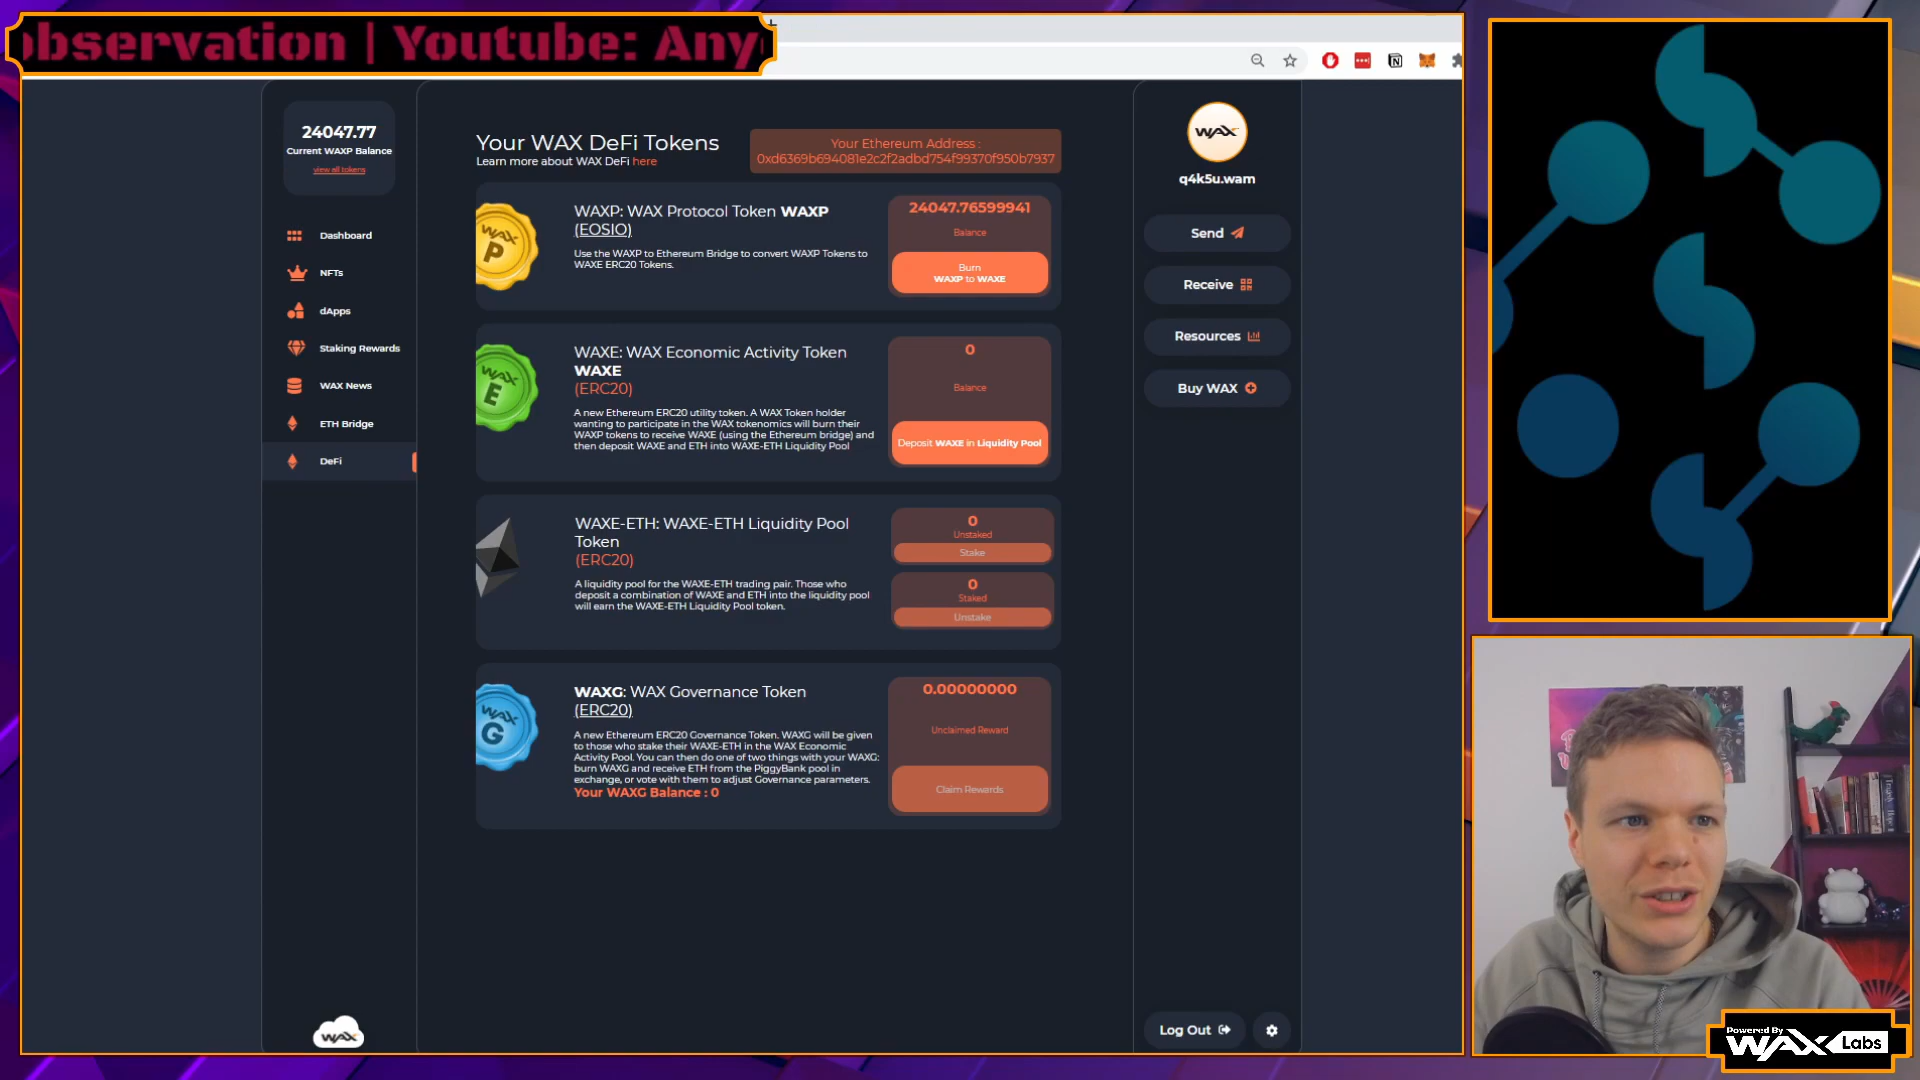 bservation | Youtube: Any
24047.77
Current WAXP Balance
view all tokens
Dashboard
NFTs
dApps
Staking Rewards
WAX News
ETH Bridge
DeFi
WAX
Your WAX DeFi Tokens
Learn more about WAX DeFi here
Your Ethereum Address :
0xd6369b694081e2c2f2adbd754f99370f950b7937
WAX
P
WAXP: WAX Protocol Token WAXP
(EOSIO)
Use the WAXP to Ethereum Bridge to convert WAXP Tokens to
WAXE ERC20 Tokens.
24047.76599941
Balance
Burn
WAXP to WAXE
WAX
E
WAXE: WAX Economic Activity Token
WAXE
(ERC20)
A new Ethereum ERC20 utility token. A WAX Token holder
wanting to participate in the WAX tokenomics will burn their
WAXP tokens to receive WAXE (using the Ethereum bridge) and
then deposit WAXE and ETH into WAXE-ETH Liquidity Pool
0
Balance
Deposit WAXE in Liquidity Pool
WAXE-ETH: WAXE-ETH Liquidity Pool
Token
(ERC20)
A liquidity pool for the WAXE-ETH trading pair. Those who
deposit a combination of WAXE and ETH into the liquidity pool
will earn the WAXE-ETH Liquidity Pool token.
0
Unstaked
Stake
0
Staked
Unstake
WAX
G
WAXG: WAX Governance Token
(ERC20)
A new Ethereum ERC20 Governance Token. WAXG will be given
to those who stake their WAXE-ETH in the WAX Economic
Activity Pool. You can then do one of two things with your WAXG:
burn WAXG and receive ETH from the PiggyBank pool in
exchange, or vote with them to adjust Governance parameters.
Your WAXG Balance : 0
0.00000000
Unclaimed Reward
Claim Rewards
WAX
q4k5u.wam
Send
Receive
Resources
Buy WAX
Log Out
Powered By
WAX Labs